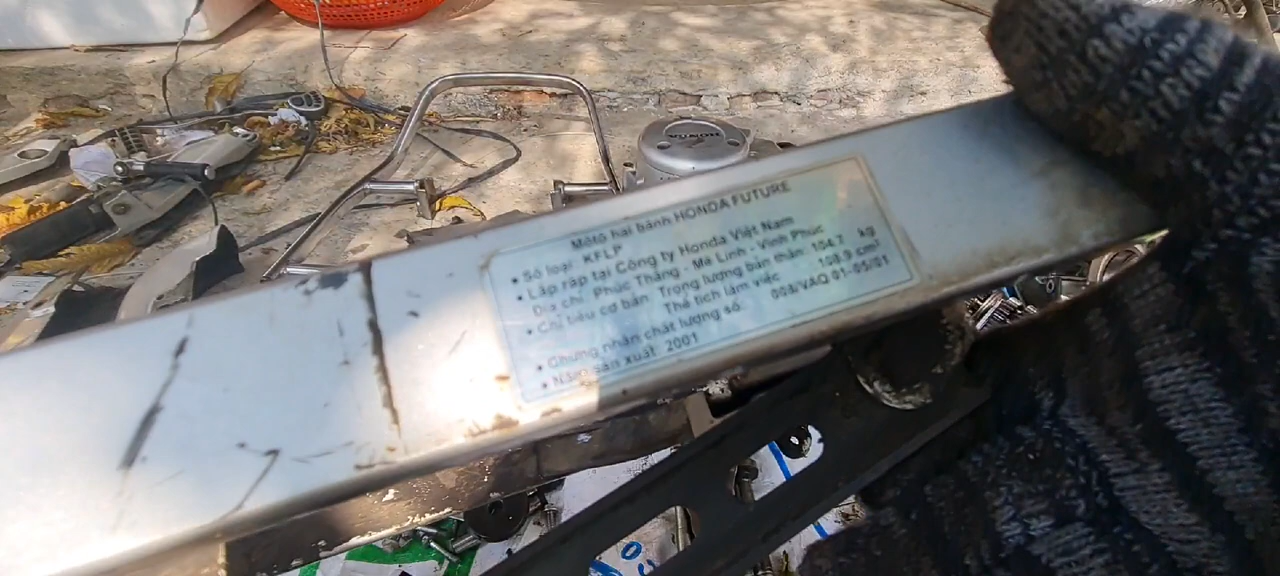 HONDA
Môtô hai bánh HONDA FUTURE
• Số loại: KFLP
• Lắp ráp tại Công ty Honda Việt Nam
Địa chỉ: Phúc Thắng - Mê Linh - Vĩnh Phúc
• Chỉ tiêu cơ bản: Trọng lượng bản thân: 104.7 kg
Thể tích làm việc 108.9 cm³
• Chứng nhận chất lượng số: 008/VAQ 01-05/01
• Năm sản xuất 2001